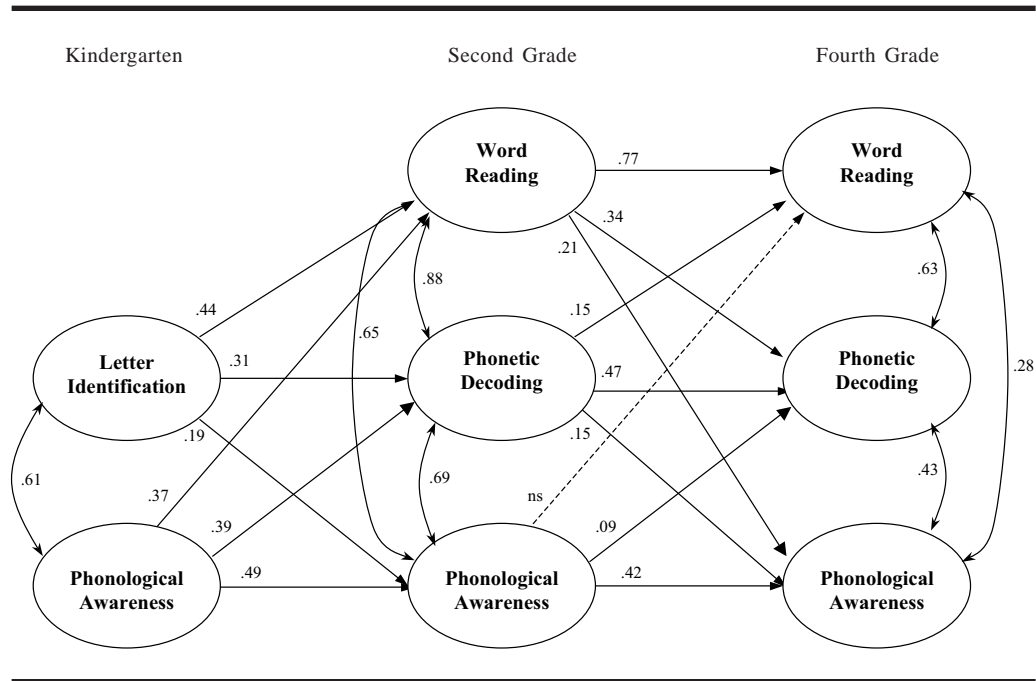 Kindergarten
Second Grade
Fourth Grade
Word
Reading
.77
Word
Reading
.34
.21
.88
.63
.44
.65
.15
Letter
Identification
.31
Phonetic
Decoding
.47
Phonetic
Decoding
.28
.19
.15
.61
.69
.43
.37
ns
.39
.09
Phonological
Awareness
.49
Phonological
Awareness
.42
Phonological
Awareness